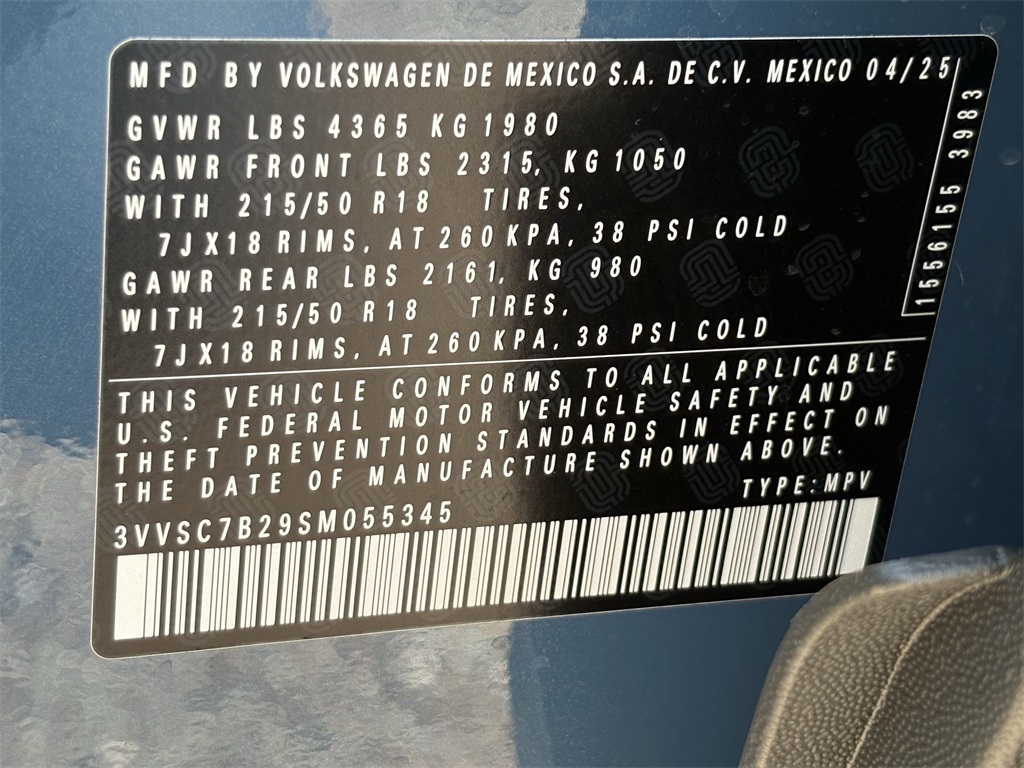 MFD BY VOLKSWAGEN DE MEXICO S.A. DE C.V. MEXICO 04/25
GVWR LBS 4365 KG 1980
GAWR FRONT LBS 2315, KG 1050
WITH 215/50 R18 TIRES,
7JX18 RIMS, AT 260 KPA, 38 PSI COLD
GAWR REAR LBS 2161, KG 980
WITH 215/50 R18 TIRES,
7JX18 RIMS, AT 260 KPA, 38 PSI COLD
1556155 3983
THIS VEHICLE CONFORMS TO ALL APPLICABLE
U.S. FEDERAL MOTOR VEHICLE SAFETY AND
THEFT PREVENTION STANDARDS IN EFFECT ON
THE DATE OF MANUFACTURE SHOWN ABOVE.
TYPE: MPV
3VVSC7B29SM055345